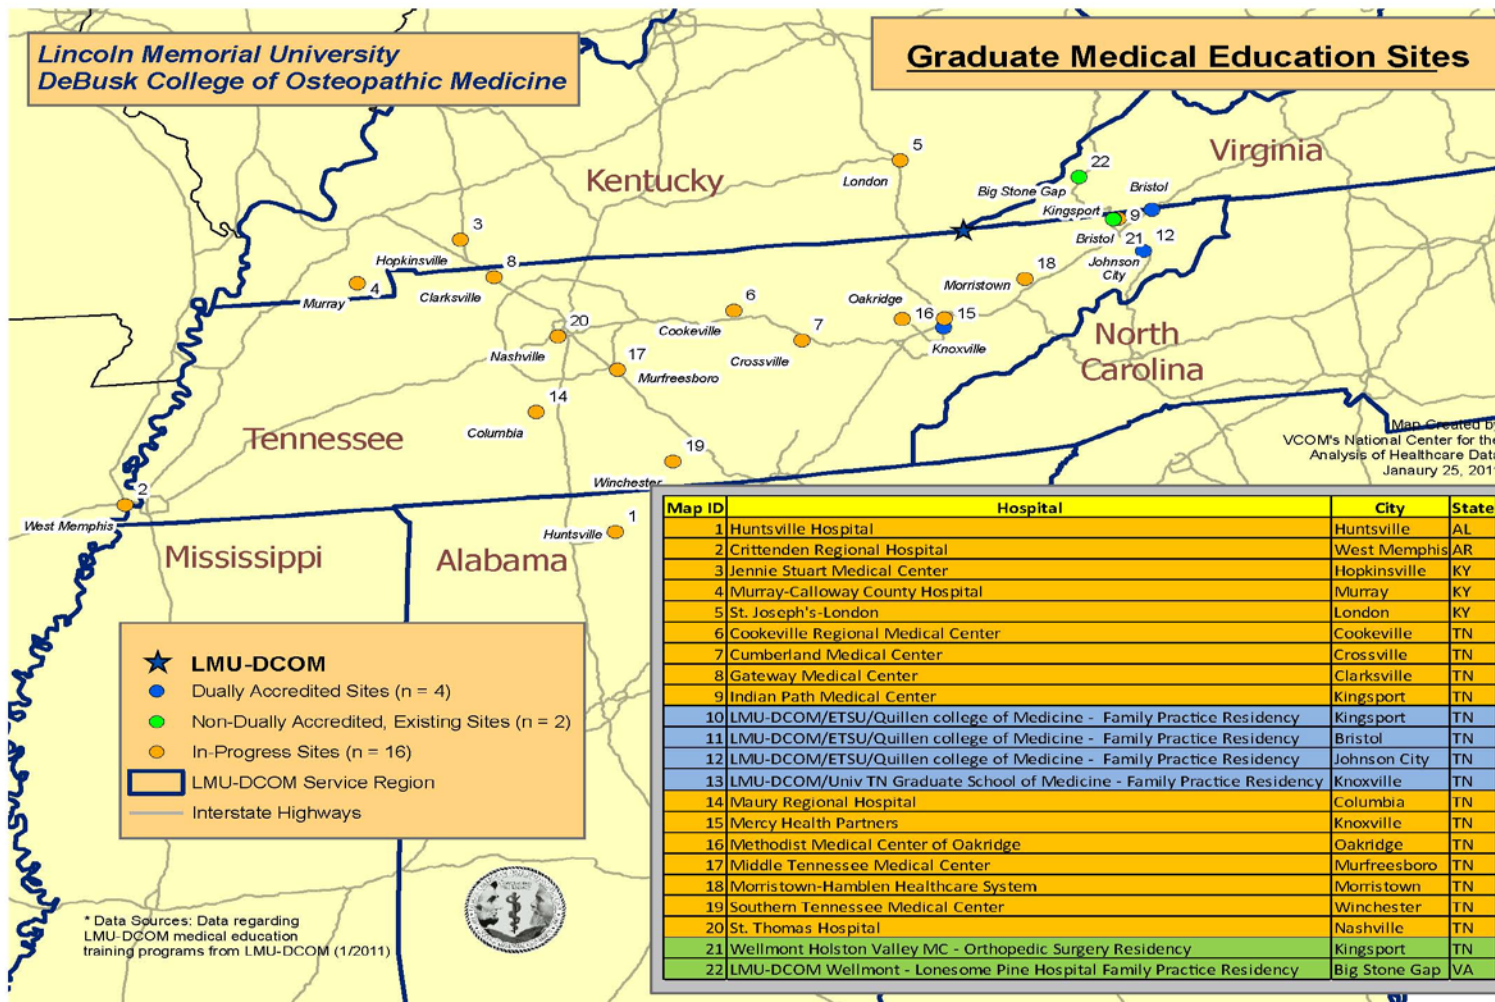 Lincoln Memorial University
DeBusk College of Osteopathic Medicine
Graduate Medical Education Sites
Kentucky
Virginia
Tennessee
North
Carolina
Mississippi
Alabama
5
London
22
Big Stone Gap
Bristol
Kingsport
9
Bristol
21
12
Johnson
City
3
Hopkinsville
8
Clarksville
4
Murray
18
Morristown
Oakridge
16
15
Knoxville
6
Cookeville
7
Crossville
20
Nashville
17
Murfreesboro
14
Columbia
19
Winchester
2
West Memphis
1
Huntsville
Map Created by
VCOM's National Center for the
Analysis of Healthcare Data
Janaury 25, 2011
LMU-DCOM
Dually Accredited Sites (n = 4)
Non-Dually Accredited, Existing Sites (n = 2)
In-Progress Sites (n = 16)
LMU-DCOM Service Region
Interstate Highways
* Data Sources: Data regarding
LMU-DCOM medical education
training programs from LMU-DCOM (1/2011)
Map ID Hospital City State
1 Huntsville Hospital Huntsville AL
2 Crittenden Regional Hospital West Memphis AR
3 Jennie Stuart Medical Center Hopkinsville KY
4 Murray-Calloway County Hospital Murray KY
5 St. Joseph's-London London KY
6 Cookeville Regional Medical Center Cookeville TN
7 Cumberland Medical Center Crossville TN
8 Gateway Medical Center Clarksville TN
9 Indian Path Medical Center Kingsport TN
10 LMU-DCOM/ETSU/Quillen college of Medicine - Family Practice Residency Kingsport TN
11 LMU-DCOM/ETSU/Quillen college of Medicine - Family Practice Residency Bristol TN
12 LMU-DCOM/ETSU/Quillen college of Medicine - Family Practice Residency Johnson City TN
13 LMU-DCOM/Univ TN Graduate School of Medicine - Family Practice Residency Knoxville TN
14 Maury Regional Hospital Columbia TN
15 Mercy Health Partners Knoxville TN
16 Methodist Medical Center of Oakridge Oakridge TN
17 Middle Tennessee Medical Center Murfreesboro TN
18 Morristown-Hamblen Healthcare System Morristown TN
19 Southern Tennessee Medical Center Winchester TN
20 St. Thomas Hospital Nashville TN
21 Wellmont Holston Valley MC - Orthopedic Surgery Residency Kingsport TN
22 LMU-DCOM Wellmont - Lonesome Pine Hospital Family Practice Residency Big Stone Gap VA